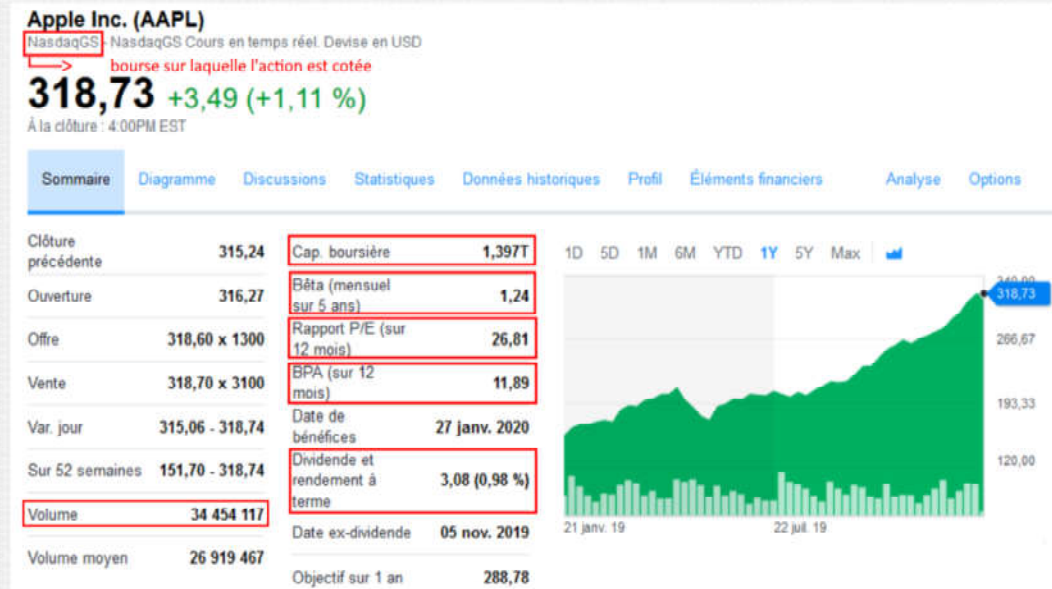 Apple Inc. (AAPL)
NasdaqGS - NasdaqGS Cours en temps réel. Devise en USD
bourse sur laquelle l'action est cotée
318,73 +3,49 (+1,11 %)
À la clôture : 4:00PM EST
Sommaire Diagramme Discussions Statistiques Données historiques Profil Éléments financiers Analyse Options
Clôture
précédente 315,24
Ouverture 316,27
Offre 318,60 x 1300
Vente 318,70 x 3100
Var. jour 315,06 - 318,74
Sur 52 semaines 151,70 - 318,74
Volume 34 454 117
Volume moyen 26 919 467
Cap. boursière 1,397T
Bêta (mensuel
sur 5 ans) 1,24
Rapport P/E (sur
12 mois) 26,81
BPA (sur 12
mois) 11,89
Date de
bénéfices 27 janv. 2020
Dividende et
rendement à
terme 3,08 (0,98 %)
Date ex-dividende 05 nov. 2019
Objectif sur 1 an 288,78
1D 5D 1M 6M YTD 1Y 5Y Max
340,00
318,73
266,67
193,33
120,00
21 janv. 19 22 juil. 19